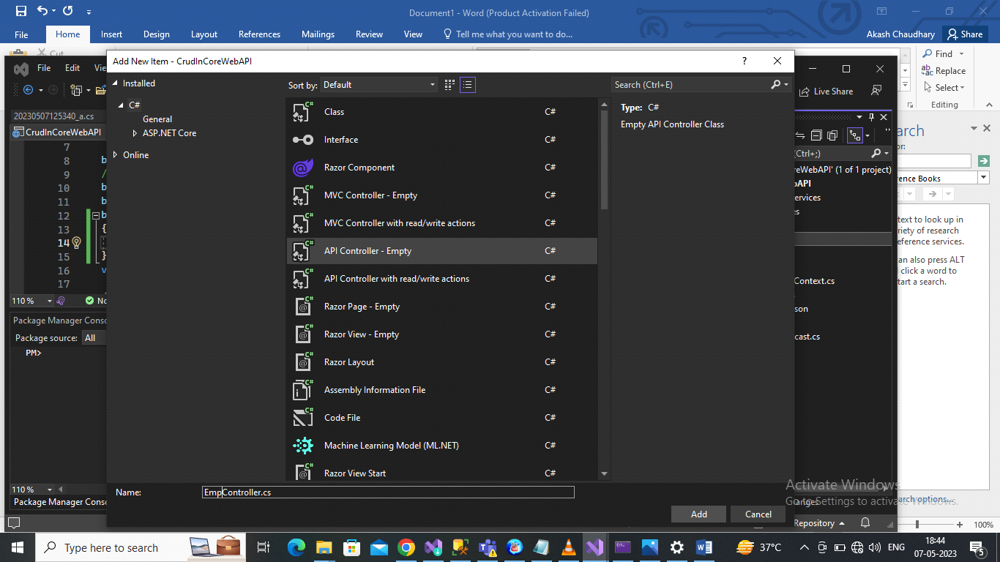 Document1 - Word (Product Activation Failed)
File
Home
Insert
Design
Layout
References
Mailings
Review
View
Tell me what you want to do...
Akash Chaudhary
Share
Cut
Find
Replace
Select
Editing
File
Edit
Live Share
20230507125340_a.cs
CrudInCoreWebAPI
7
8
9
10
11
12
13
14
15
16
17
110 %
Package Manager Conso
Package source:
All
PM>
110 %
Package Manager Conso
Add New Item - CrudInCoreWebAPI
?
Installed
C#
General
ASP.NET Core
Online
Sort by:
Default
Search (Ctrl+E)
Class C#
Interface C#
Razor Component C#
MVC Controller - Empty C#
MVC Controller with read/write actions C#
API Controller - Empty C#
API Controller with read/write actions C#
Razor Page - Empty C#
Razor View - Empty C#
Razor Layout C#
Assembly Information File C#
Code File C#
Machine Learning Model (ML.NET) C#
Razor View Start C#
Type: C#
Empty API Controller Class
Name:
EmpController.cs
Add
Cancel
(Ctrl+;)
reWebAPI' (1 of 1 project)
bAPI
ervices
es
Context.cs
son
cast.cs
anges
Repository
arch
or:
rence Books
text to look up in
riety of research
eference services.
can also press ALT
d click a word to
tart a search.
arch options...
Activate Windows
Go to Settings to activate Windows.
100%
Type here to search
37°C
ENG
18:44
07-05-2023
5